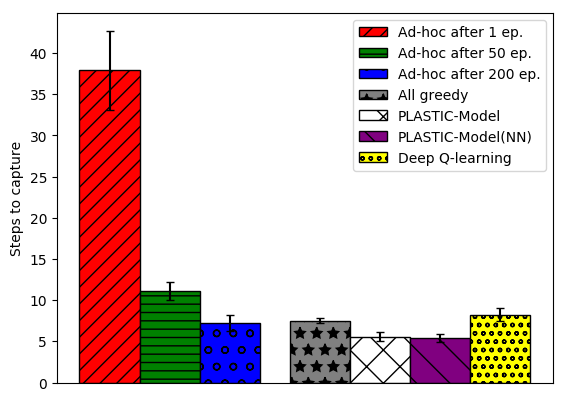 Steps to capture
40
35
30
25
20
15
10
5
0
Ad-hoc after 1 ep.
Ad-hoc after 50 ep.
Ad-hoc after 200 ep.
All greedy
PLASTIC-Model
PLASTIC-Model(NN)
Deep Q-learning